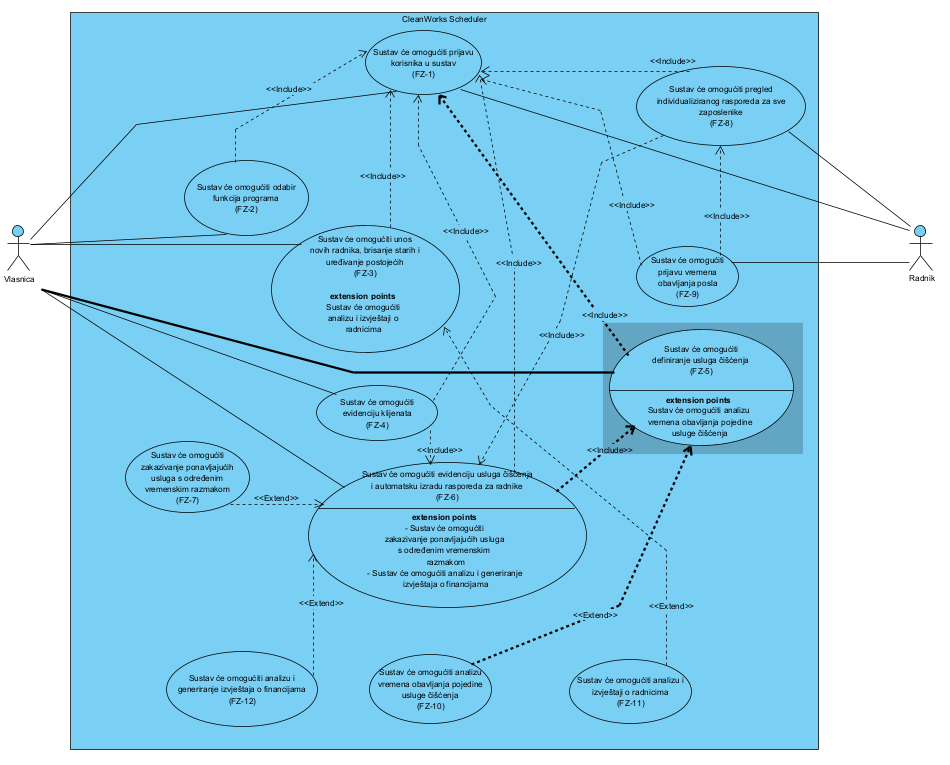 CleanWorks Scheduler
Sustav će omogućiti prijavu
korisnika u sustav
(FZ-1)
<<Include>>
<<Include>>
Sustav će omogućiti pregled
individualiziranog rasporeda za sve
zaposlenike
(FZ-8)
<<Include>>
Sustav će omogućiti odabir
funkcija programa
(FZ-2)
<<Include>>
<<Include>>
<<Include>>
Vlasnica
Radnik
Sustav će omogućiti unos
novih radnika, brisanje starih i
uređivanje postojećih
(FZ-3)
extension points
Sustav će omogućiti
analizu i izvještaji o
radnicima
<<Include>>
Sustav će omogućiti
prijavu vremena
obavljanja posla
(FZ-9)
<<Include>>
<<Include>>
Sustav će omogućiti
definiranje usluga čišćenja
(FZ-5)
extension points
Sustav će omogućiti analizu
vremena obavljanja pojedine
usluge čišćenja
Sustav će omogućiti
evidenciju klijenata
(FZ-4)
<<Include>>
<<Include>>
Sustav će omogućiti
zakazivanje ponavljajućih
usluga s određenim
vremenskim razmakom
(FZ-7)
<<Extend>>
Sustav će omogućiti evidenciju usluga čišćenja
i automatsku izradu rasporeda za radnike
(FZ-6)
extension points
- Sustav će omogućiti
zakazivanje ponavljajućih usluga
s određenim vremenskim
razmakom
- Sustav će omogućiti analizu i generiranje
izvještaja o financijama
<<Extend>>
<<Extend>>
<<Extend>>
Sustav će omogućiti analizu i
generiranje izvještaja o financijama
(FZ-12)
Sustav će omogućiti analizu
vremena obavljanja pojedine
usluge čišćenja
(FZ-10)
Sustav će omogućiti analizu i
izvještaji o radnicima
(FZ-11)